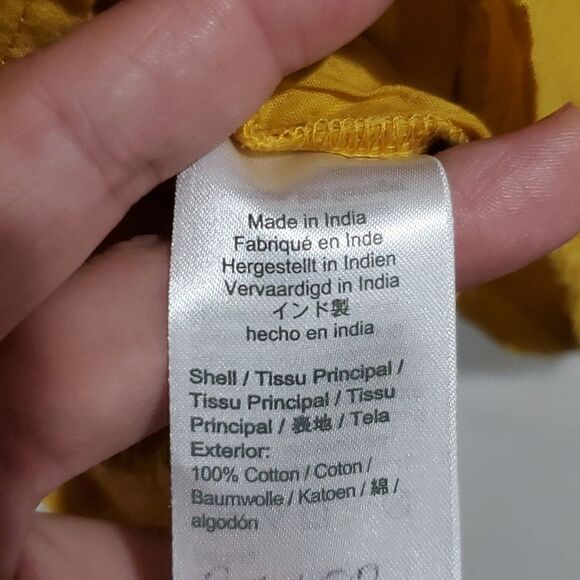 Made in India
Fabriqué en Inde
Hergestellt in Indien
Vervaardigd in India
インド製
hecho en india
Shell / Tissu Principal /
Tissu Principal / Tissu
Principal / 表地 / Tela
Exterior:
100% Cotton / Coton /
Baumwolle / Katoen / 綿 /
algodón